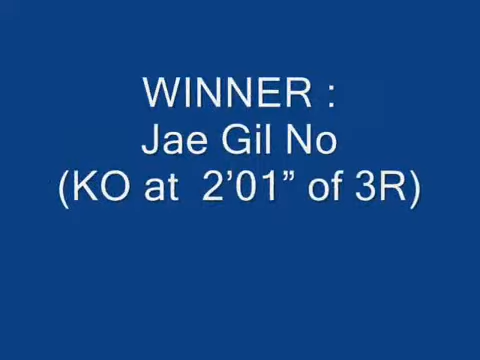 WINNER :
Jae Gil No
(KO at  2’01” of 3R)